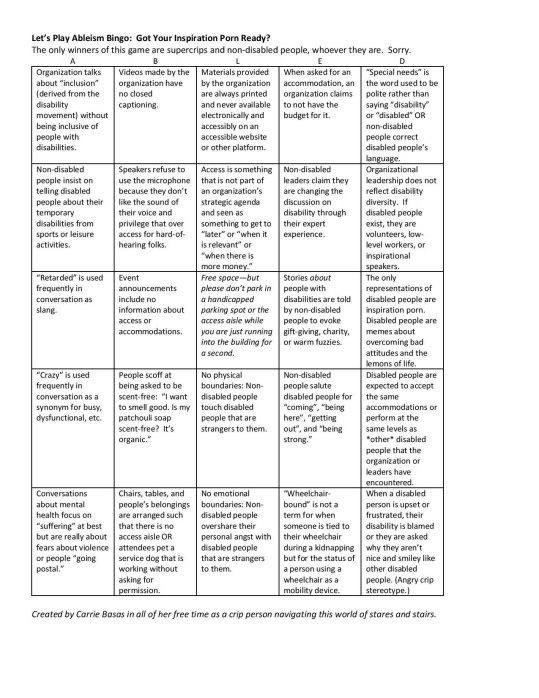 Let's Play Ableism Bingo:  Got Your Inspiration Porn Ready?
The only winners of this game are supercrips and non-disabled people, whoever they are.  Sorry.
A B L E D
Organization talks
about "inclusion"
(derived from the
disability
movement) without
being inclusive of
people with
disabilities.
Videos made by the
organization have
no closed
captioning.
Materials provided
by the organization
are always printed
and never available
electronically and
accessibly on an
accessible website
or other platform.
When asked for an
accommodation, an
organization claims
to not have the
budget for it.
"Special needs" is
the word used to be
polite rather than
saying "disability"
or "disabled" OR
non-disabled
people correct
disabled people's
language.
Non-disabled
people insist on
telling disabled
people about their
temporary
disabilities from
sports or leisure
activities.
Speakers refuse to
use the microphone
because they don't
like the sound of
their voice and
privilege that over
access for hard-of-
hearing folks.
Access is something
that is not part of
an organization's
strategic agenda
and seen as
something to get to
"later" or "when it
is relevant" or
"when there is
more money."
Non-disabled
leaders claim they
are changing the
discussion on
disability through
their expert
experience.
Organizational
leadership does not
reflect disability
diversity.  If
disabled people
exist, they are
volunteers, low-
level workers, or
inspirational
speakers.
"Retarded" is used
frequently in
conversation as
slang.
Event
announcements
include no
information about
access or
accommodations.
Free space—but
please don't park in
a handicapped
parking spot or the
access aisle while
you are just running
into the building for
a second.
Stories about
people with
disabilities are told
by non-disabled
people to evoke
gift-giving, charity,
or warm fuzzies.
The only
representations of
disabled people are
inspiration porn.
Disabled people are
memes about
overcoming bad
attitudes and the
lemons of life.
"Crazy" is used
frequently in
conversation as a
synonym for busy,
dysfunctional, etc.
People scoff at
being asked to be
scent-free:  "I want
to smell good. Is my
patchouli soap
scent-free?  It's
organic."
No physical
boundaries: Non-
disabled people
touch disabled
people that are
strangers to them.
Non-disabled
people salute
disabled people for
"coming", "being
here", "getting
out", and "being
strong."
Disabled people are
expected to accept
the same
accommodations or
perform at the
same levels as
*other* disabled
people that the
organization or
leaders have
encountered.
Conversations
about mental
health focus on
"suffering" at best
but are really about
fears about violence
or people "going
postal."
Chairs, tables, and
people's belongings
are arranged such
that there is no
access aisle OR
attendees pet a
service dog that is
working without
asking for
permission.
No emotional
boundaries: Non-
disabled people
overshare their
personal angst with
disabled people
that are strangers
to them.
"Wheelchair-
bound" is not a
term for when
someone is tied to
their wheelchair
during a kidnapping
but for the status of
a person using a
wheelchair as a
mobility device.
When a disabled
person is upset or
frustrated, their
disability is blamed
or they are asked
why they aren't
nice and smiley like
other disabled
people. (Angry crip
stereotype.)
Created by Carrie Basas in all of her free time as a crip person navigating this world of stares and stairs.